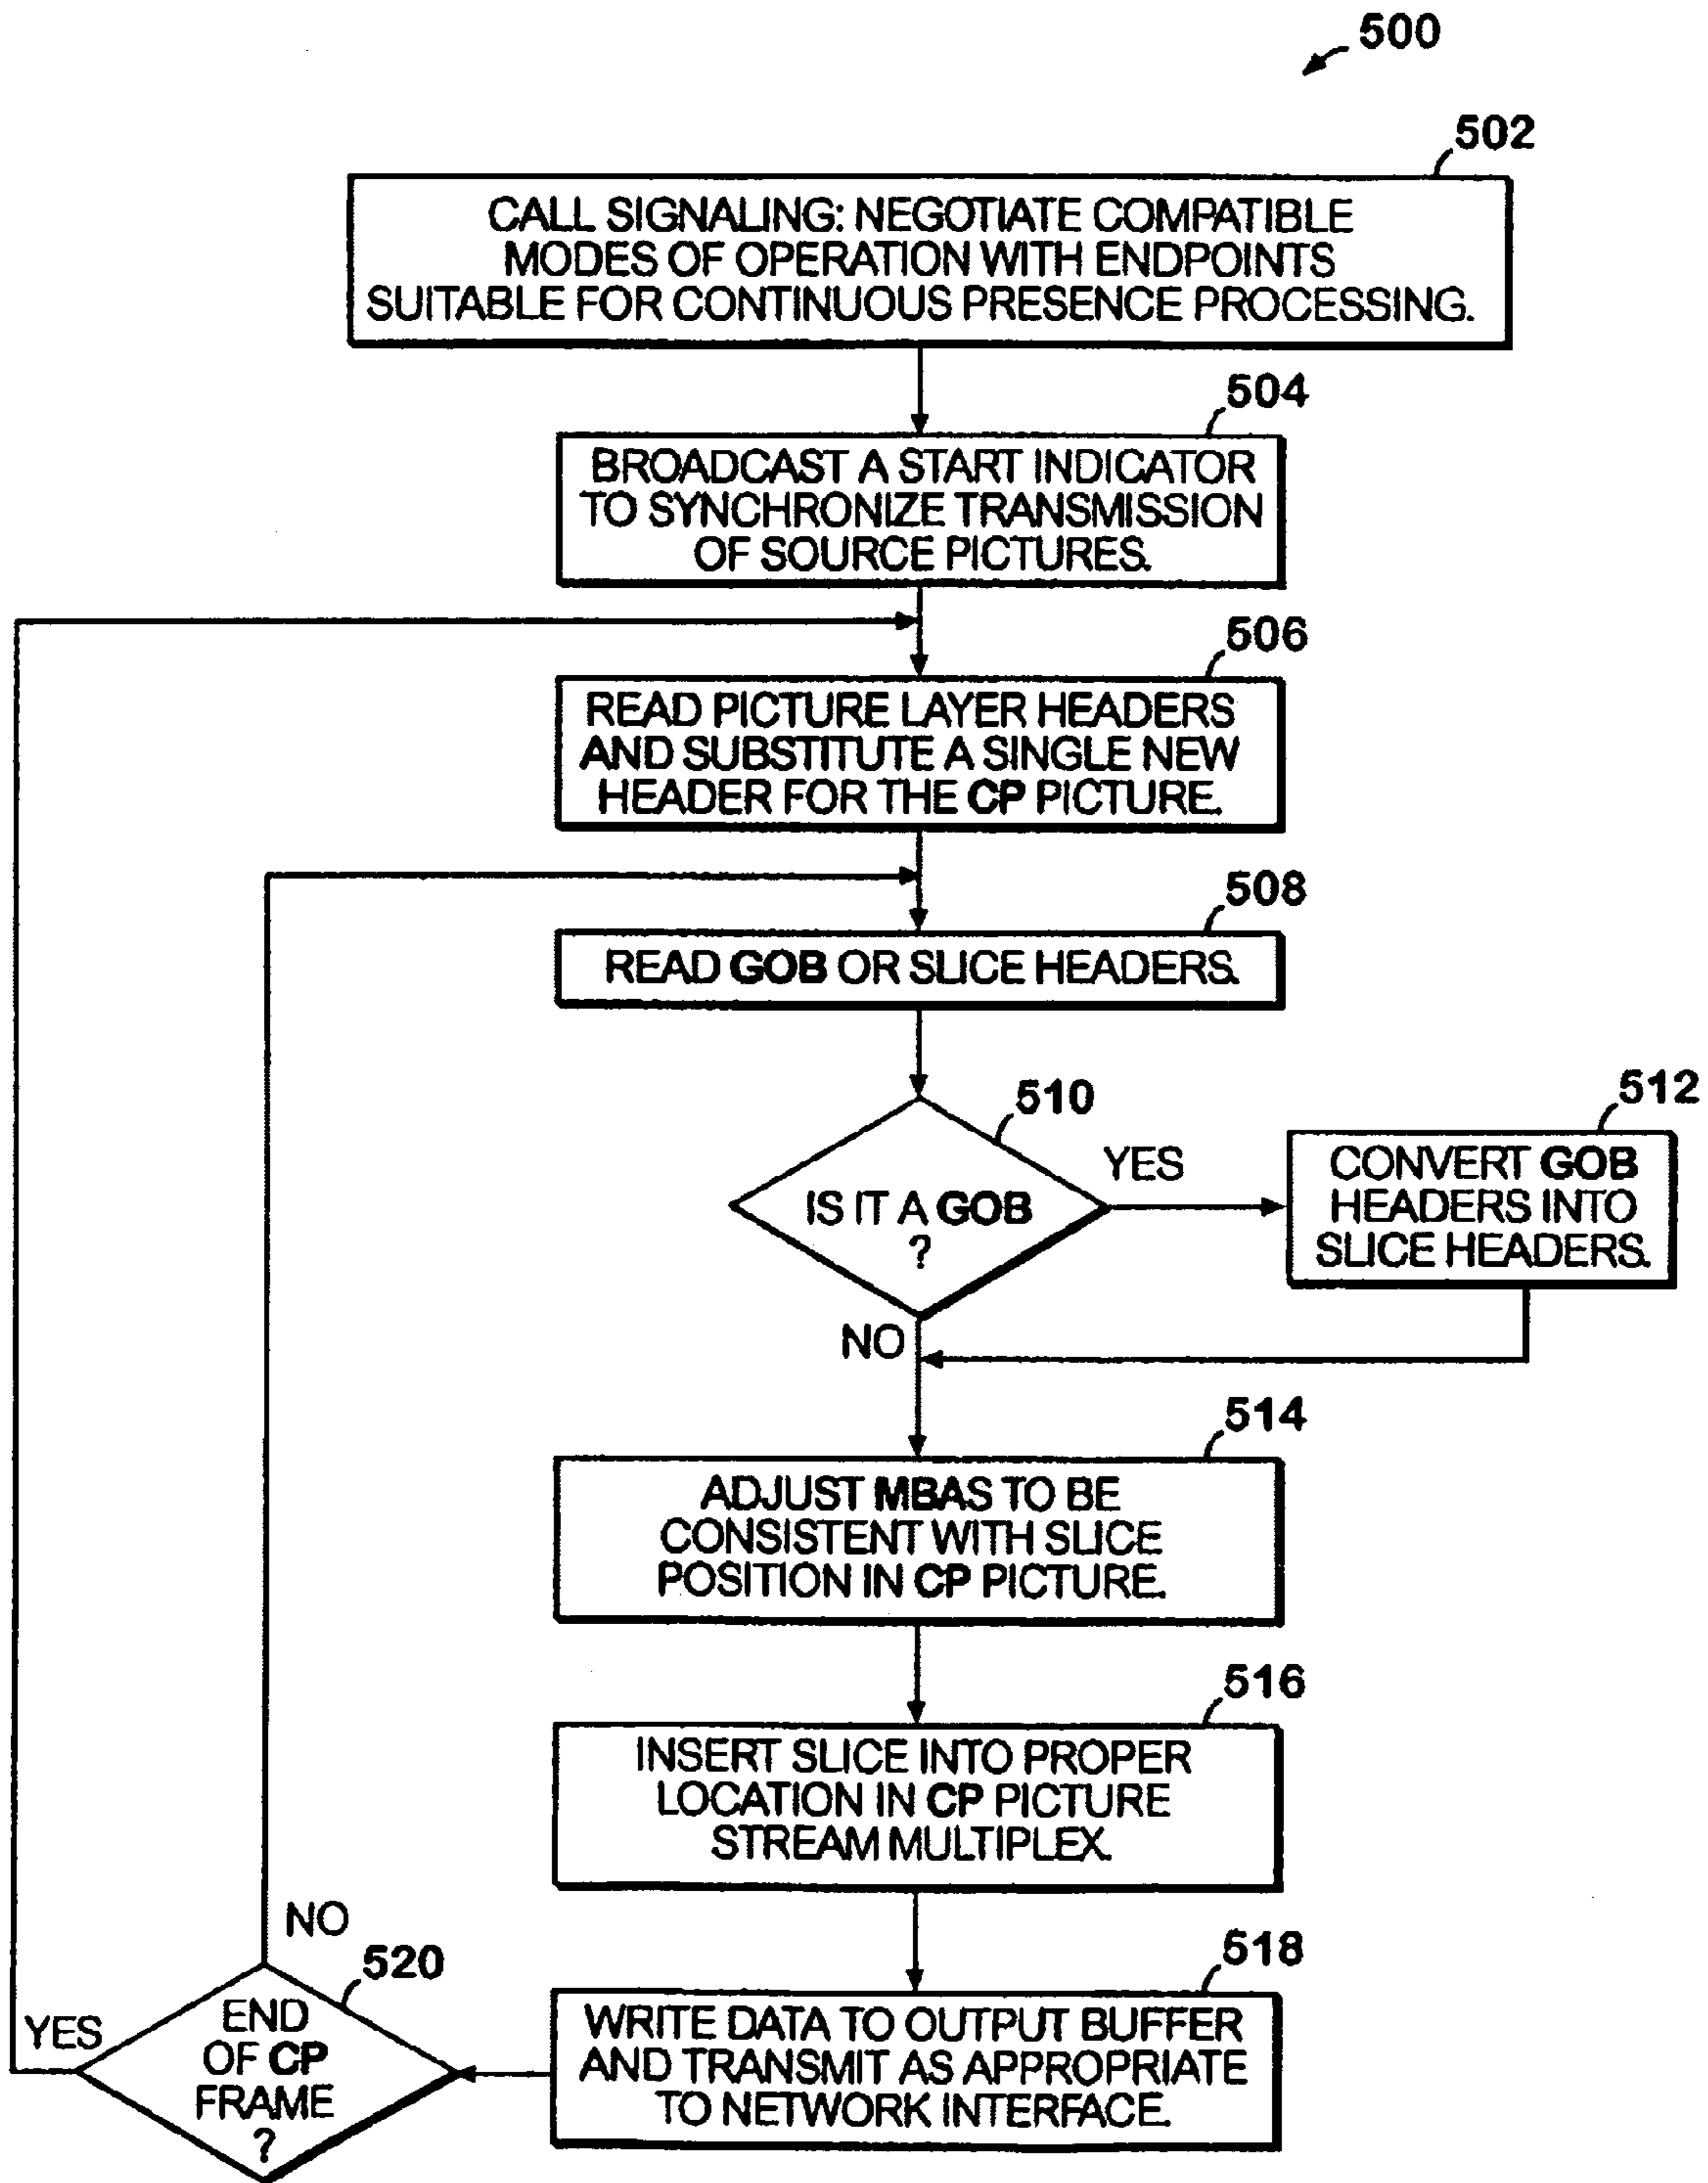 500
502
CALL SIGNALING: NEGOTIATE COMPATIBLE
MODES OF OPERATION WITH ENDPOINTS
SUITABLE FOR CONTINUOUS PRESENCE PROCESSING.
504
BROADCAST A START INDICATOR
TO SYNCHRONIZE TRANSMISSION
OF SOURCE PICTURES.
506
READ PICTURE LAYER HEADERS
AND SUBSTITUTE A SINGLE NEW
HEADER FOR THE CP PICTURE.
508
READ GOB OR SLICE HEADERS.
510
IS IT A GOB
?
YES
512
CONVERT GOB
HEADERS INTO
SLICE HEADERS.
NO
514
ADJUST MBAS TO BE
CONSISTENT WITH SLICE
POSITION IN CP PICTURE.
516
INSERT SLICE INTO PROPER
LOCATION IN CP PICTURE
STREAM MULTIPLEX.
518
WRITE DATA TO OUTPUT BUFFER
AND TRANSMIT AS APPROPRIATE
TO NETWORK INTERFACE.
520
END
OF CP
FRAME
?
NO
YES